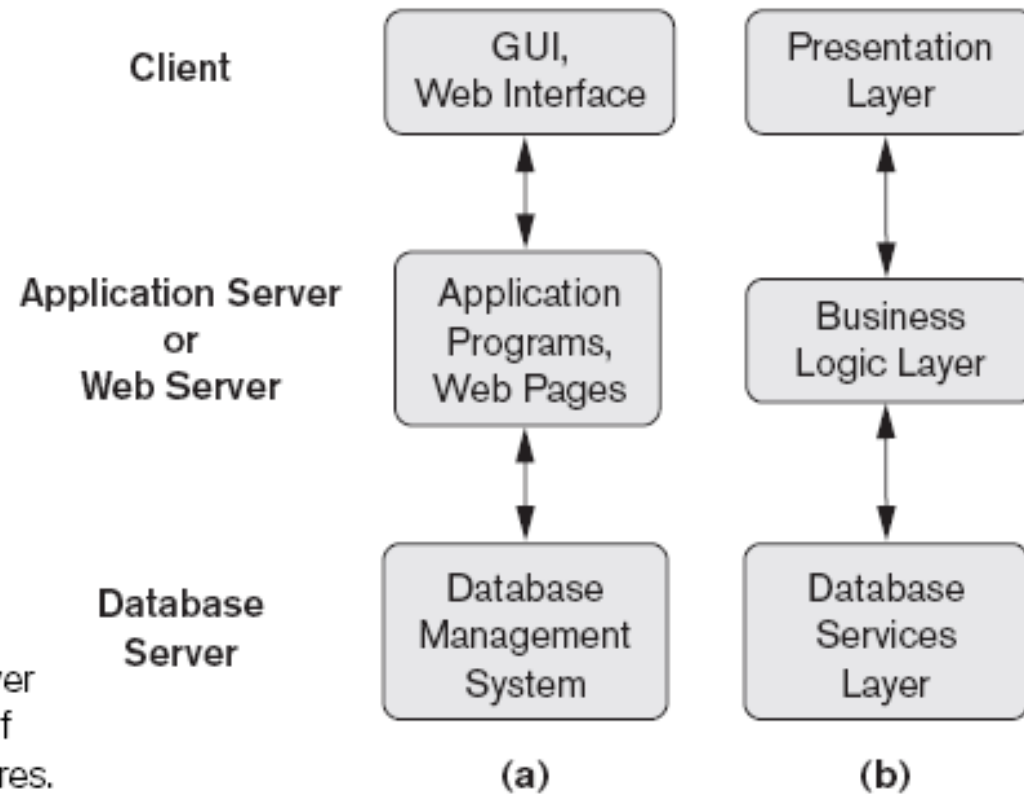 Client
GUI,
Web Interface
Presentation
Layer
Application Server
or
Web Server
Application
Programs,
Web Pages
Business
Logic Layer
Database
Server
Database
Management
System
Database
Services
Layer
(a)
(b)